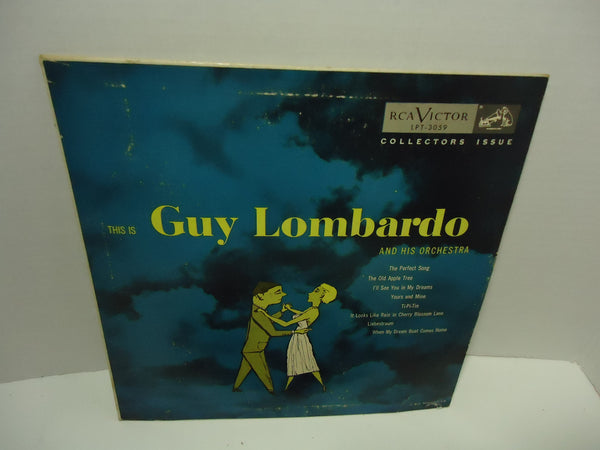 RCA VICTOR
LPT-3059
COLLECTORS ISSUE
THIS IS Guy Lombardo
AND HIS ORCHESTRA
The Perfect Song
The Old Apple Tree
I'll See You in My Dreams
Yours and Mine
Ti-Pi-Tin
It Looks Like Rain in Cherry Blossom Lane
Liebestraum
When My Dream Boat Comes Home